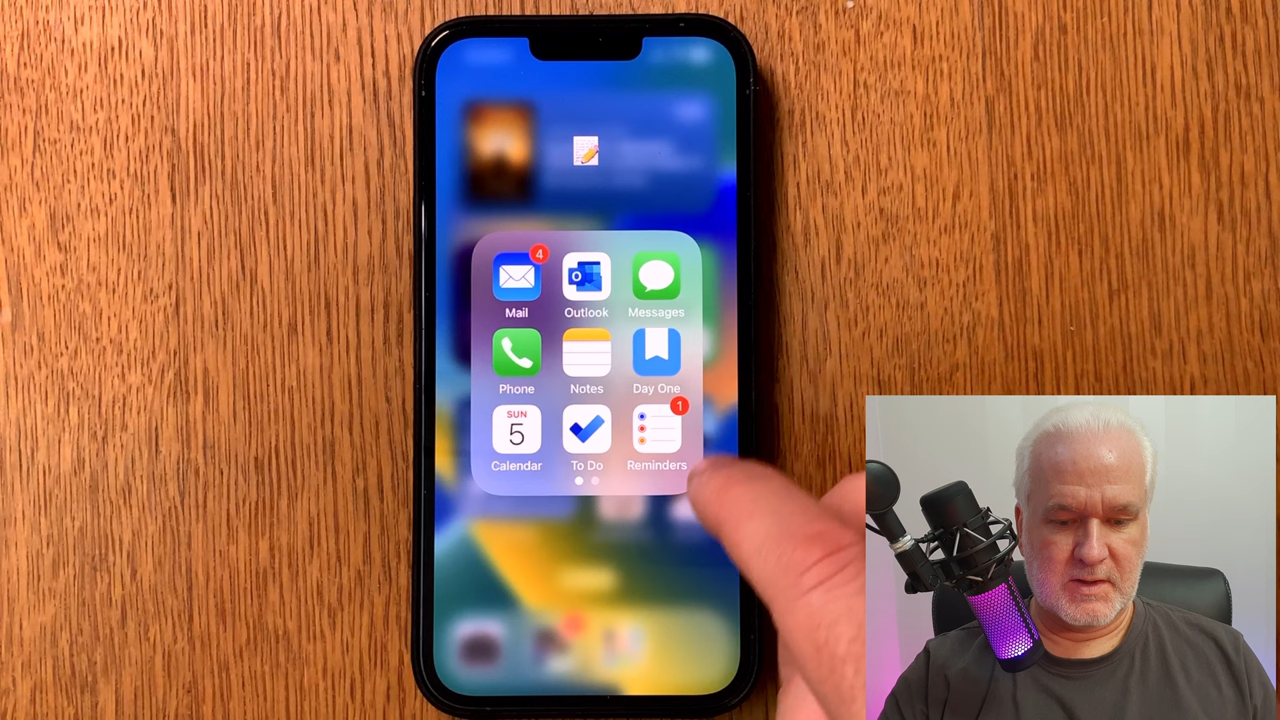 4
O
Mail Outlook Messages
Phone Notes Day One
SUN
5
1
Calendar To Do Reminders